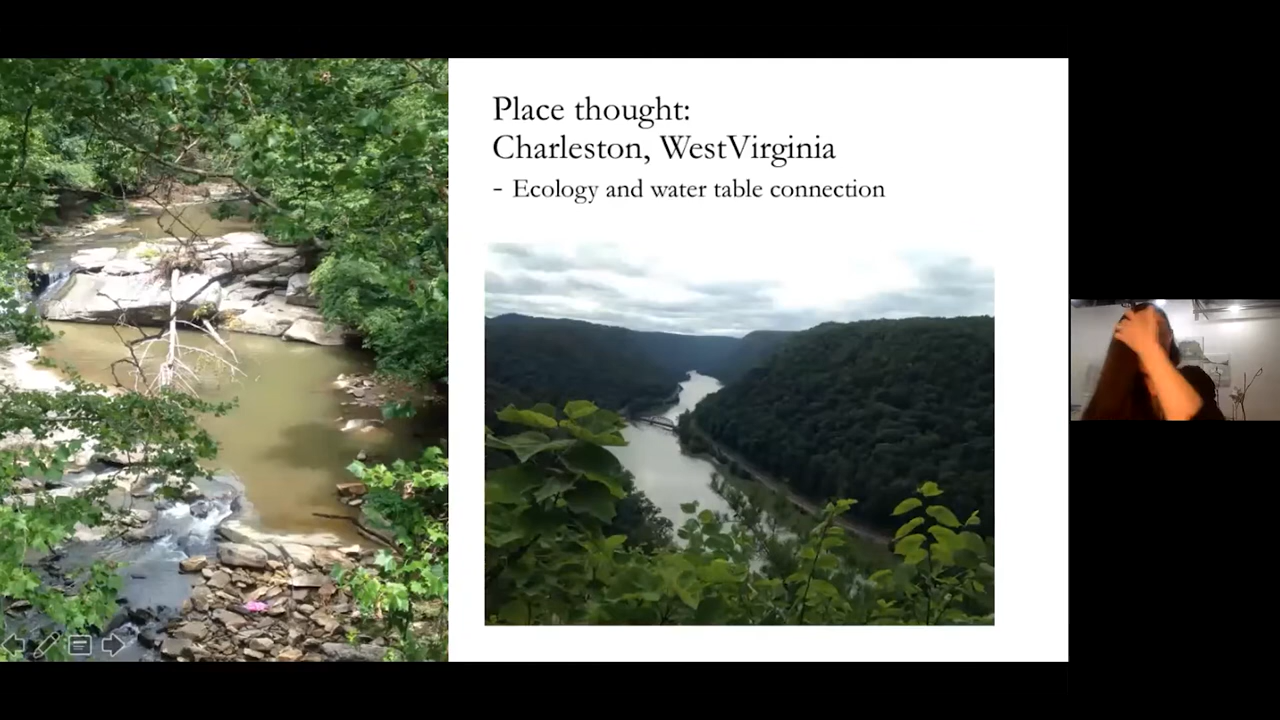 Place thought:
Charleston, WestVirginia
- Ecology and water table connection